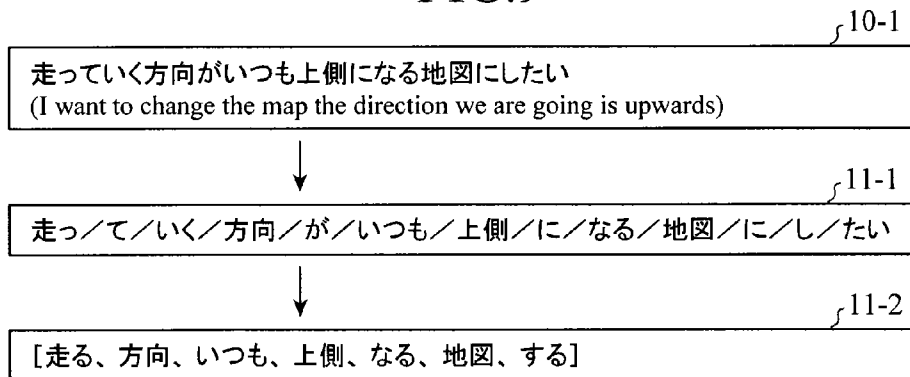 10-1
走っていく方向がいつも上側になる地図にしたい
(I want to change the map the direction we are going is upwards)
11-1
走っ／て／いく／方向／が／いつも／上側／に／なる／地図／に／し／たい
11-2
[走る、方向、いつも、上側、なる、地図、する]